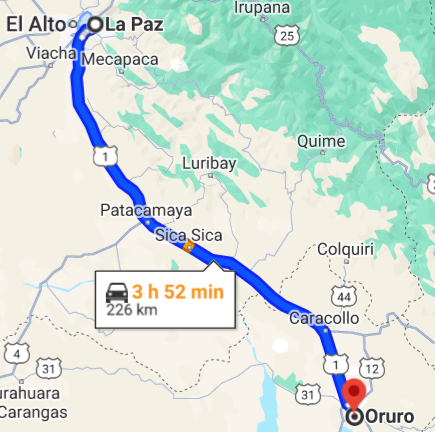 Irupana
El Alto
La Paz
25
Viacha
Mecapaca
Quime
1
Luribay
Patacamaya
Sica Sica
Colquiri
3 h 52 min
226 km
44
Caracollo
4
31
1
12
31
urahuara
Carangas
Oruro